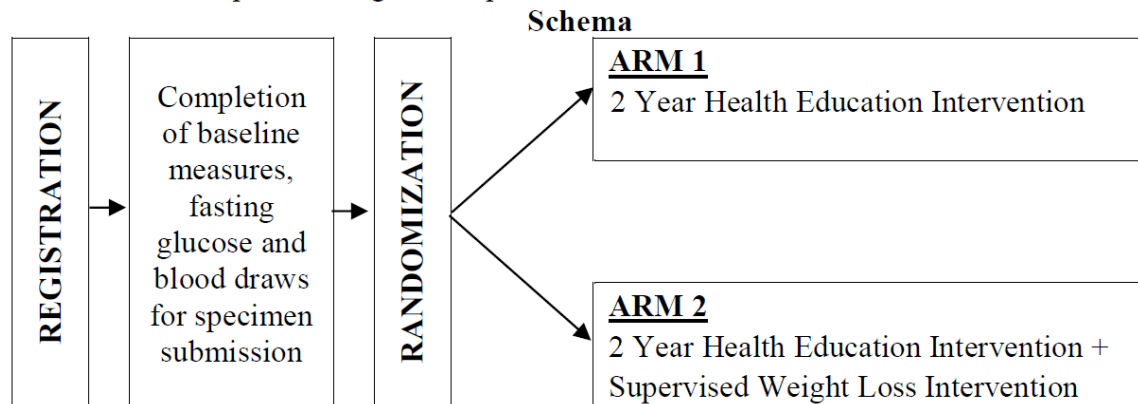 Schema
REGISTRATION
Completion
of baseline
measures,
fasting
glucose and
blood draws
for specimen
submission
RANDOMIZATION
ARM 1
2 Year Health Education Intervention
ARM 2
2 Year Health Education Intervention +
Supervised Weight Loss Intervention